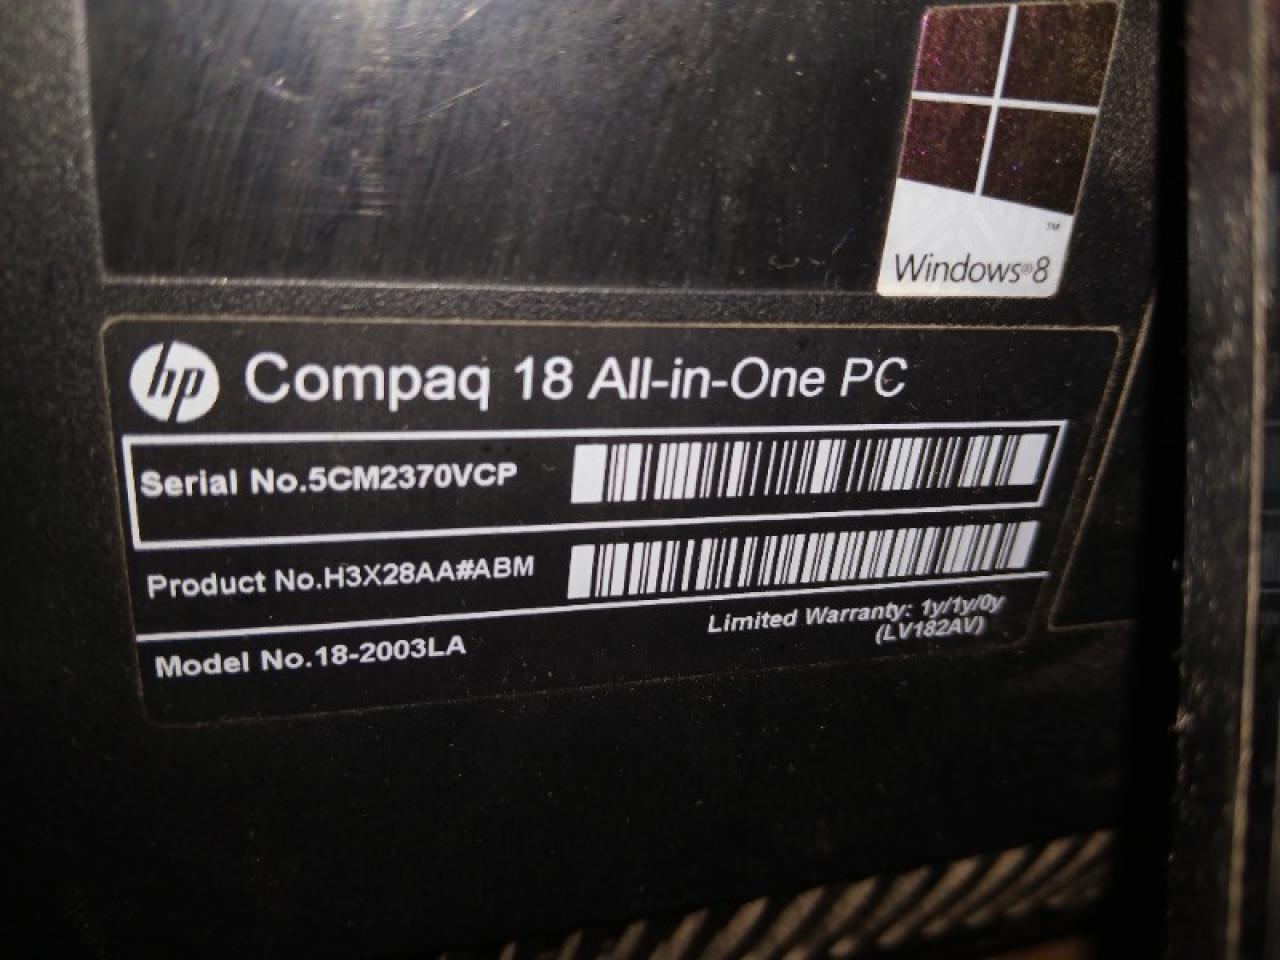 ™
Windows®8
hp Compaq 18 All-in-One PC
Serial No.5CM2370VCP
Product No.H3X28AA#ABM
Limited Warranty: 1y/1y/0y
(LV182AV)
Model No.18-2003LA